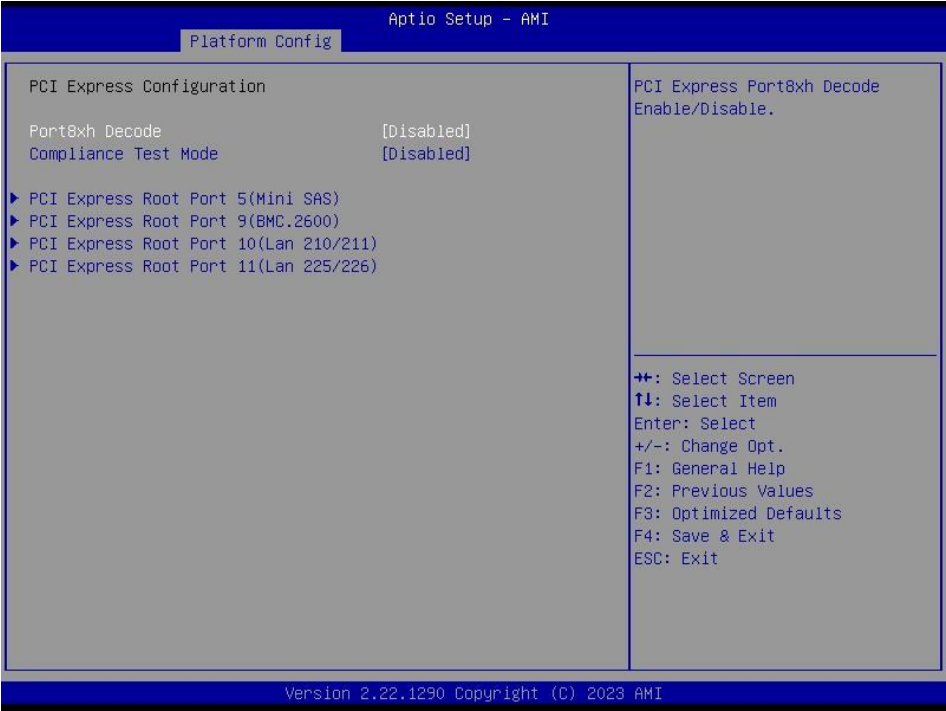 Aptio Setup – AMI
Platform Config
PCI Express Configuration
Port8xh Decode [Disabled]
Compliance Test Mode [Disabled]
PCI Express Root Port 5(Mini SAS)
PCI Express Root Port 9(BMC.2600)
PCI Express Root Port 10(Lan 210/211)
PCI Express Root Port 11(Lan 225/226)
PCI Express Port8xh Decode
Enable/Disable.
→←: Select Screen
↑↓: Select Item
Enter: Select
+/-: Change Opt.
F1: General Help
F2: Previous Values
F3: Optimized Defaults
F4: Save & Exit
ESC: Exit
Version 2.22.1290 Copyright (C) 2023 AMI